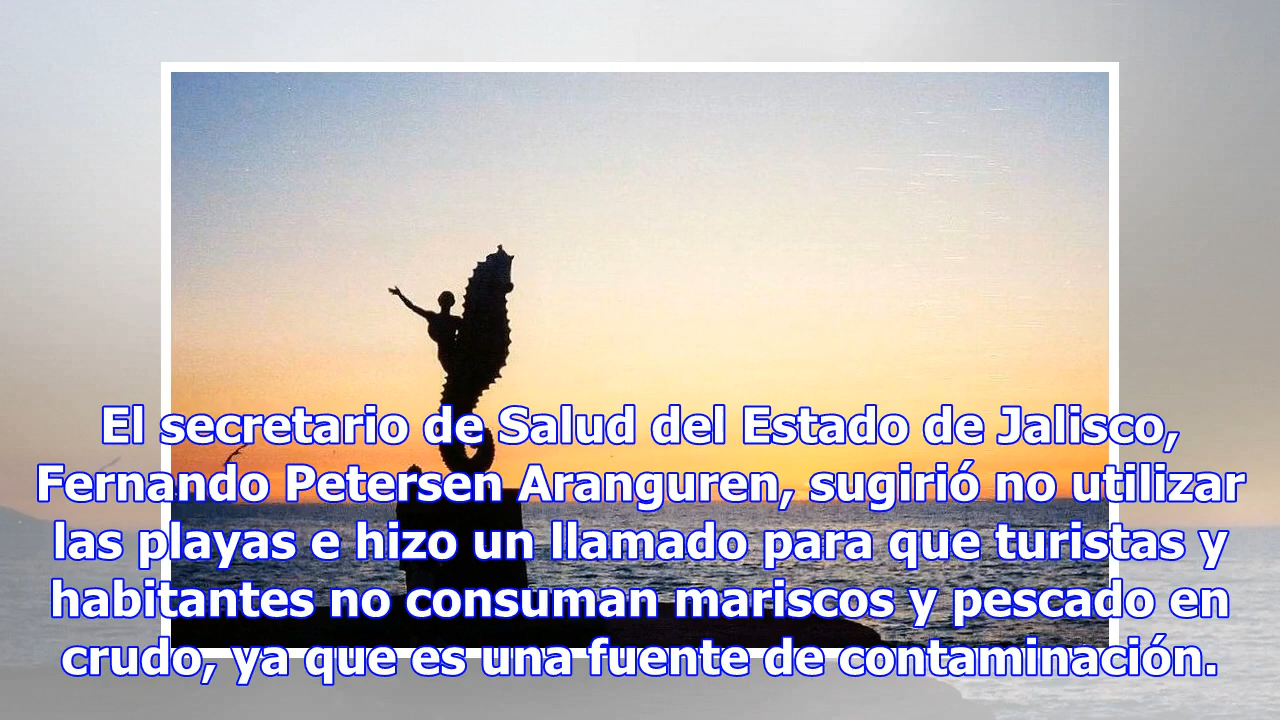 El secretario de Salud del Estado de Jalisco,
Fernando Petersen Aranguren, sugirió no utilizar
las playas e hizo un llamado para que turistas y
habitantes no consuman mariscos y pescado en
crudo, ya que es una fuente de contaminación.